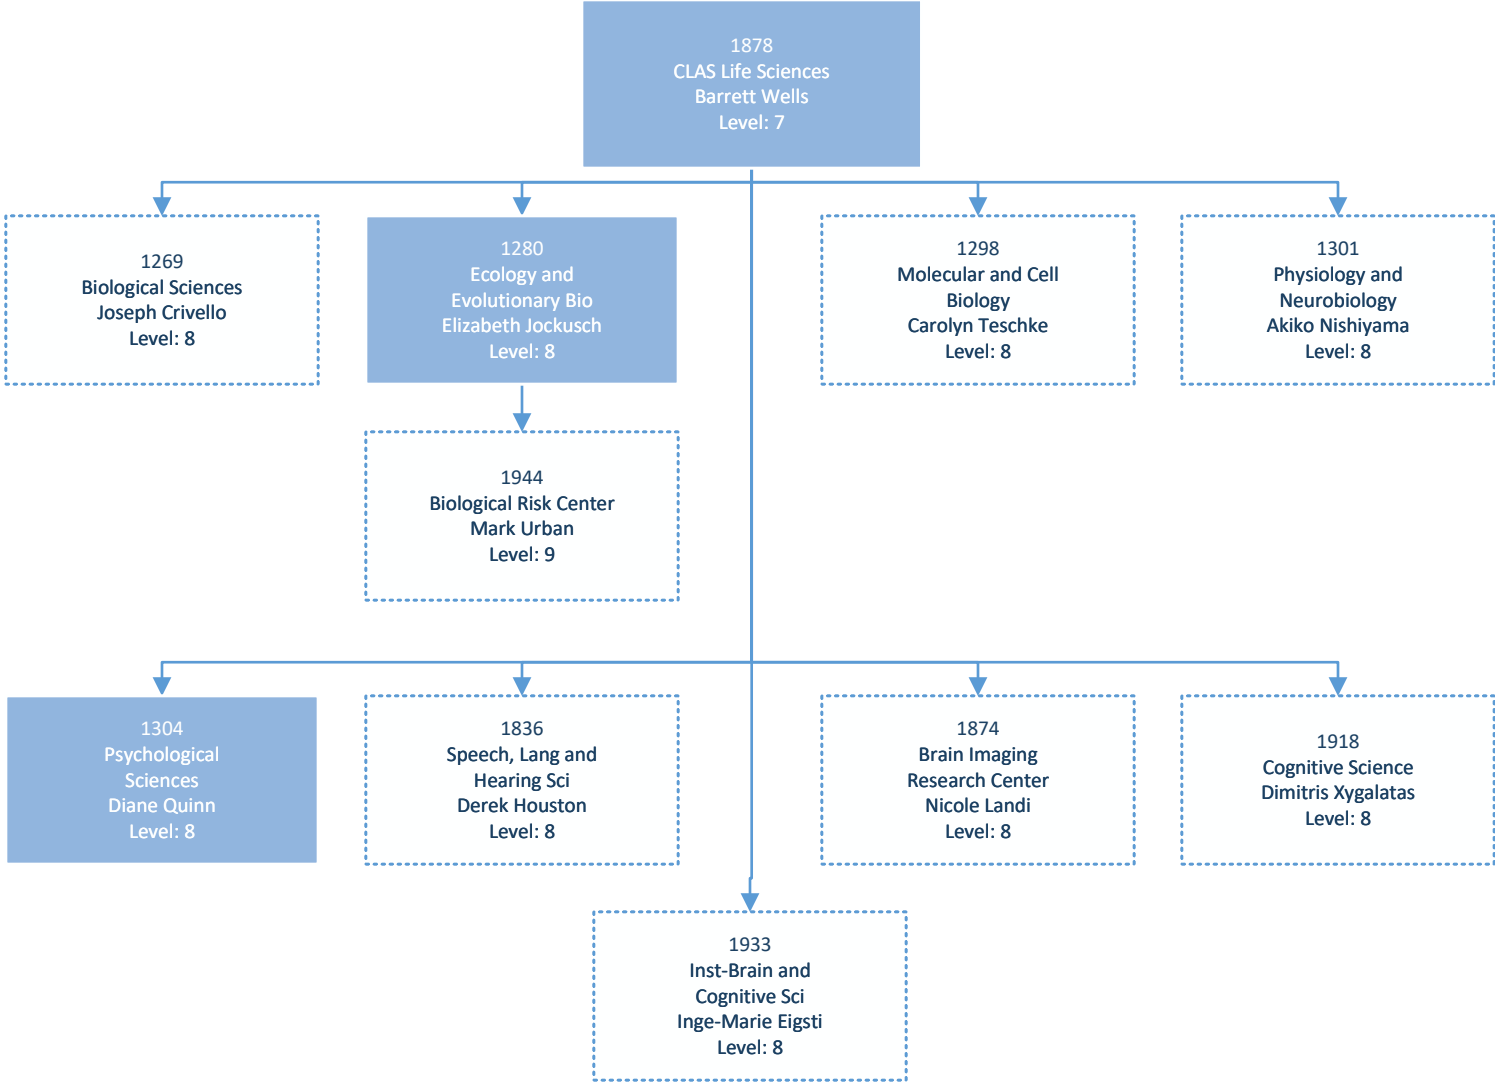 1878
CLAS Life Sciences
Barrett Wells
Level: 7
1269
Biological Sciences
Joseph Crivello
Level: 8
1280
Ecology and
Evolutionary Bio
Elizabeth Jockusch
Level: 8
1298
Molecular and Cell
Biology
Carolyn Teschke
Level: 8
1301
Physiology and
Neurobiology
Akiko Nishiyama
Level: 8
1944
Biological Risk Center
Mark Urban
Level: 9
1304
Psychological
Sciences
Diane Quinn
Level: 8
1836
Speech, Lang and
Hearing Sci
Derek Houston
Level: 8
1874
Brain Imaging
Research Center
Nicole Landi
Level: 8
1918
Cognitive Science
Dimitris Xygalatas
Level: 8
1933
Inst-Brain and
Cognitive Sci
Inge-Marie Eigsti
Level: 8